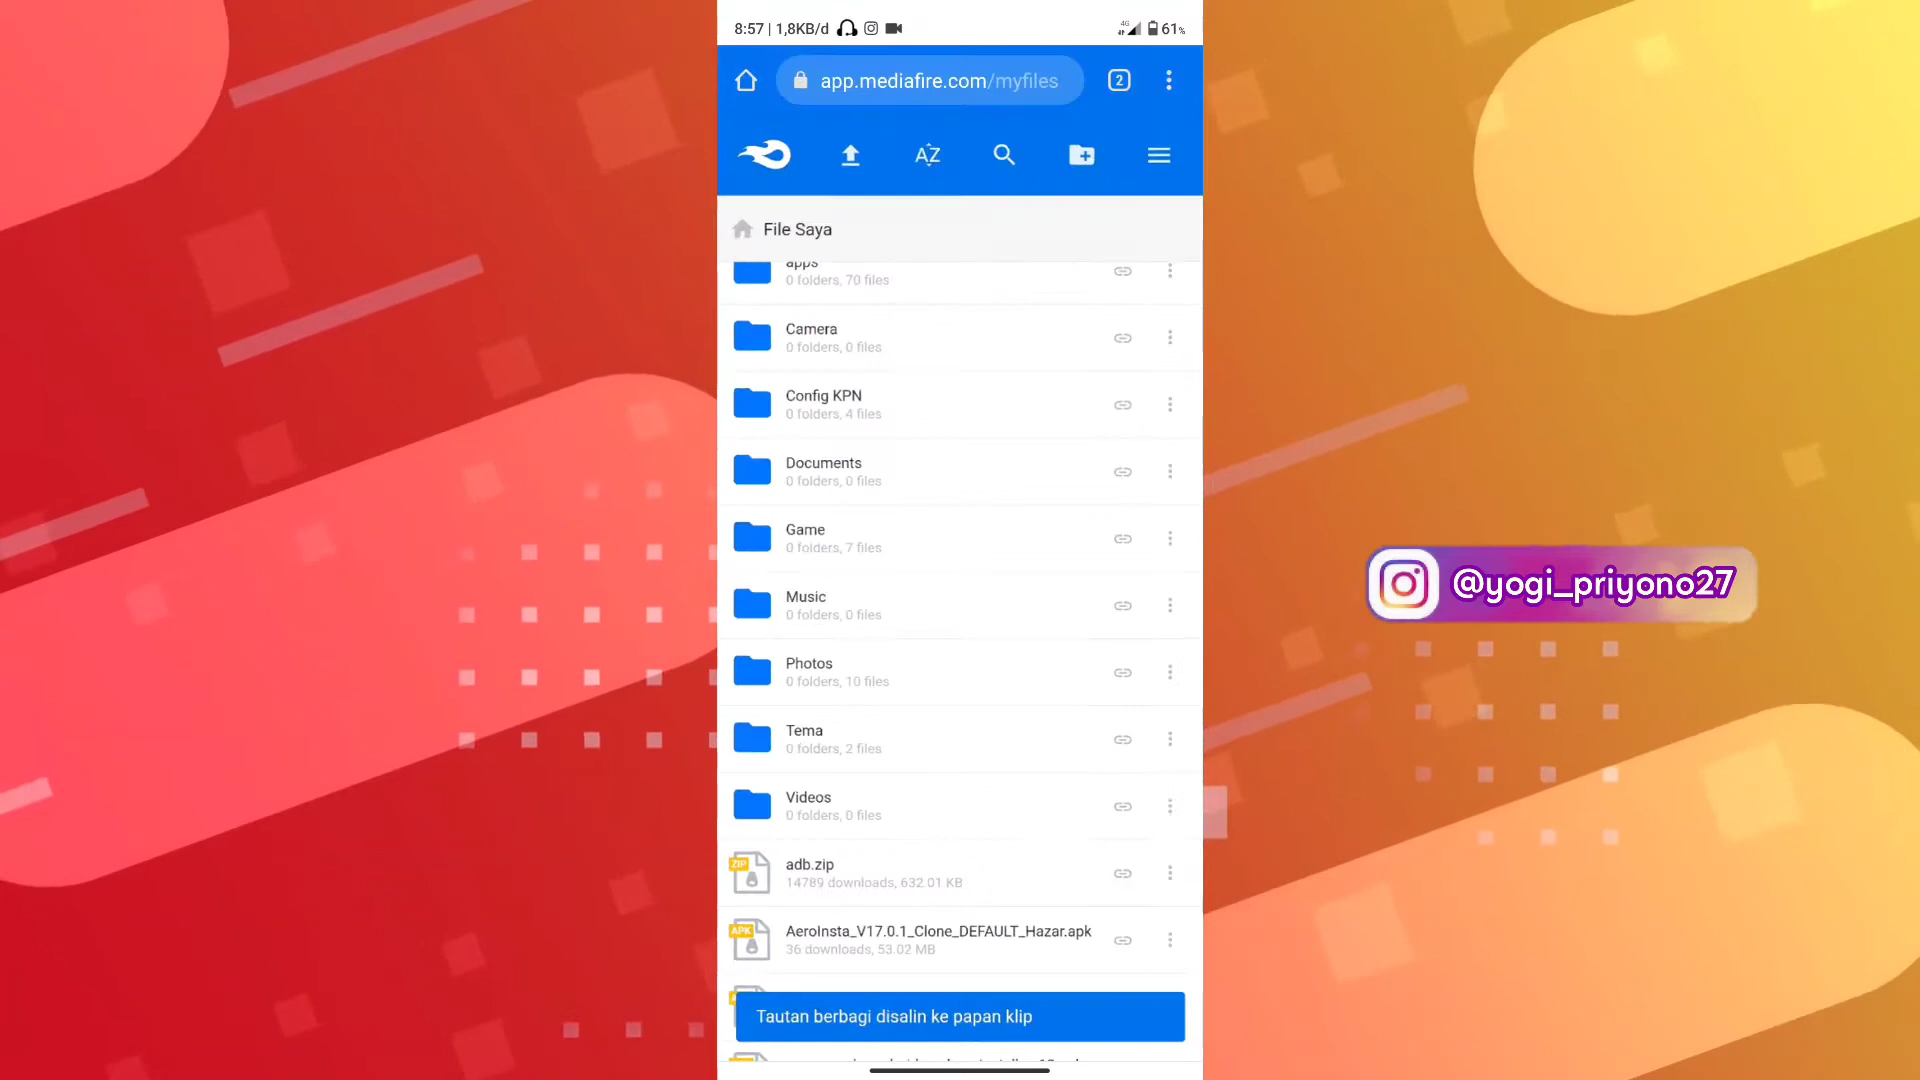 8:57 | 1,8KB/d
4G
61%
app.mediafire.com/myfiles
2
AZ
File Saya
apps
0 folders, 70 files
Camera
0 folders, 0 files
Config KPN
0 folders, 4 files
Documents
0 folders, 0 files
Game
0 folders, 7 files
Music
0 folders, 0 files
Photos
0 folders, 10 files
Tema
0 folders, 2 files
Videos
0 folders, 0 files
ZIP
adb.zip
14789 downloads, 632.01 KB
APK
AeroInsta_V17.0.1_Clone_DEFAULT_Hazar.apk
36 downloads, 53.02 MB
Tautan berbagi disalin ke papan klip
@yogi_priyono27